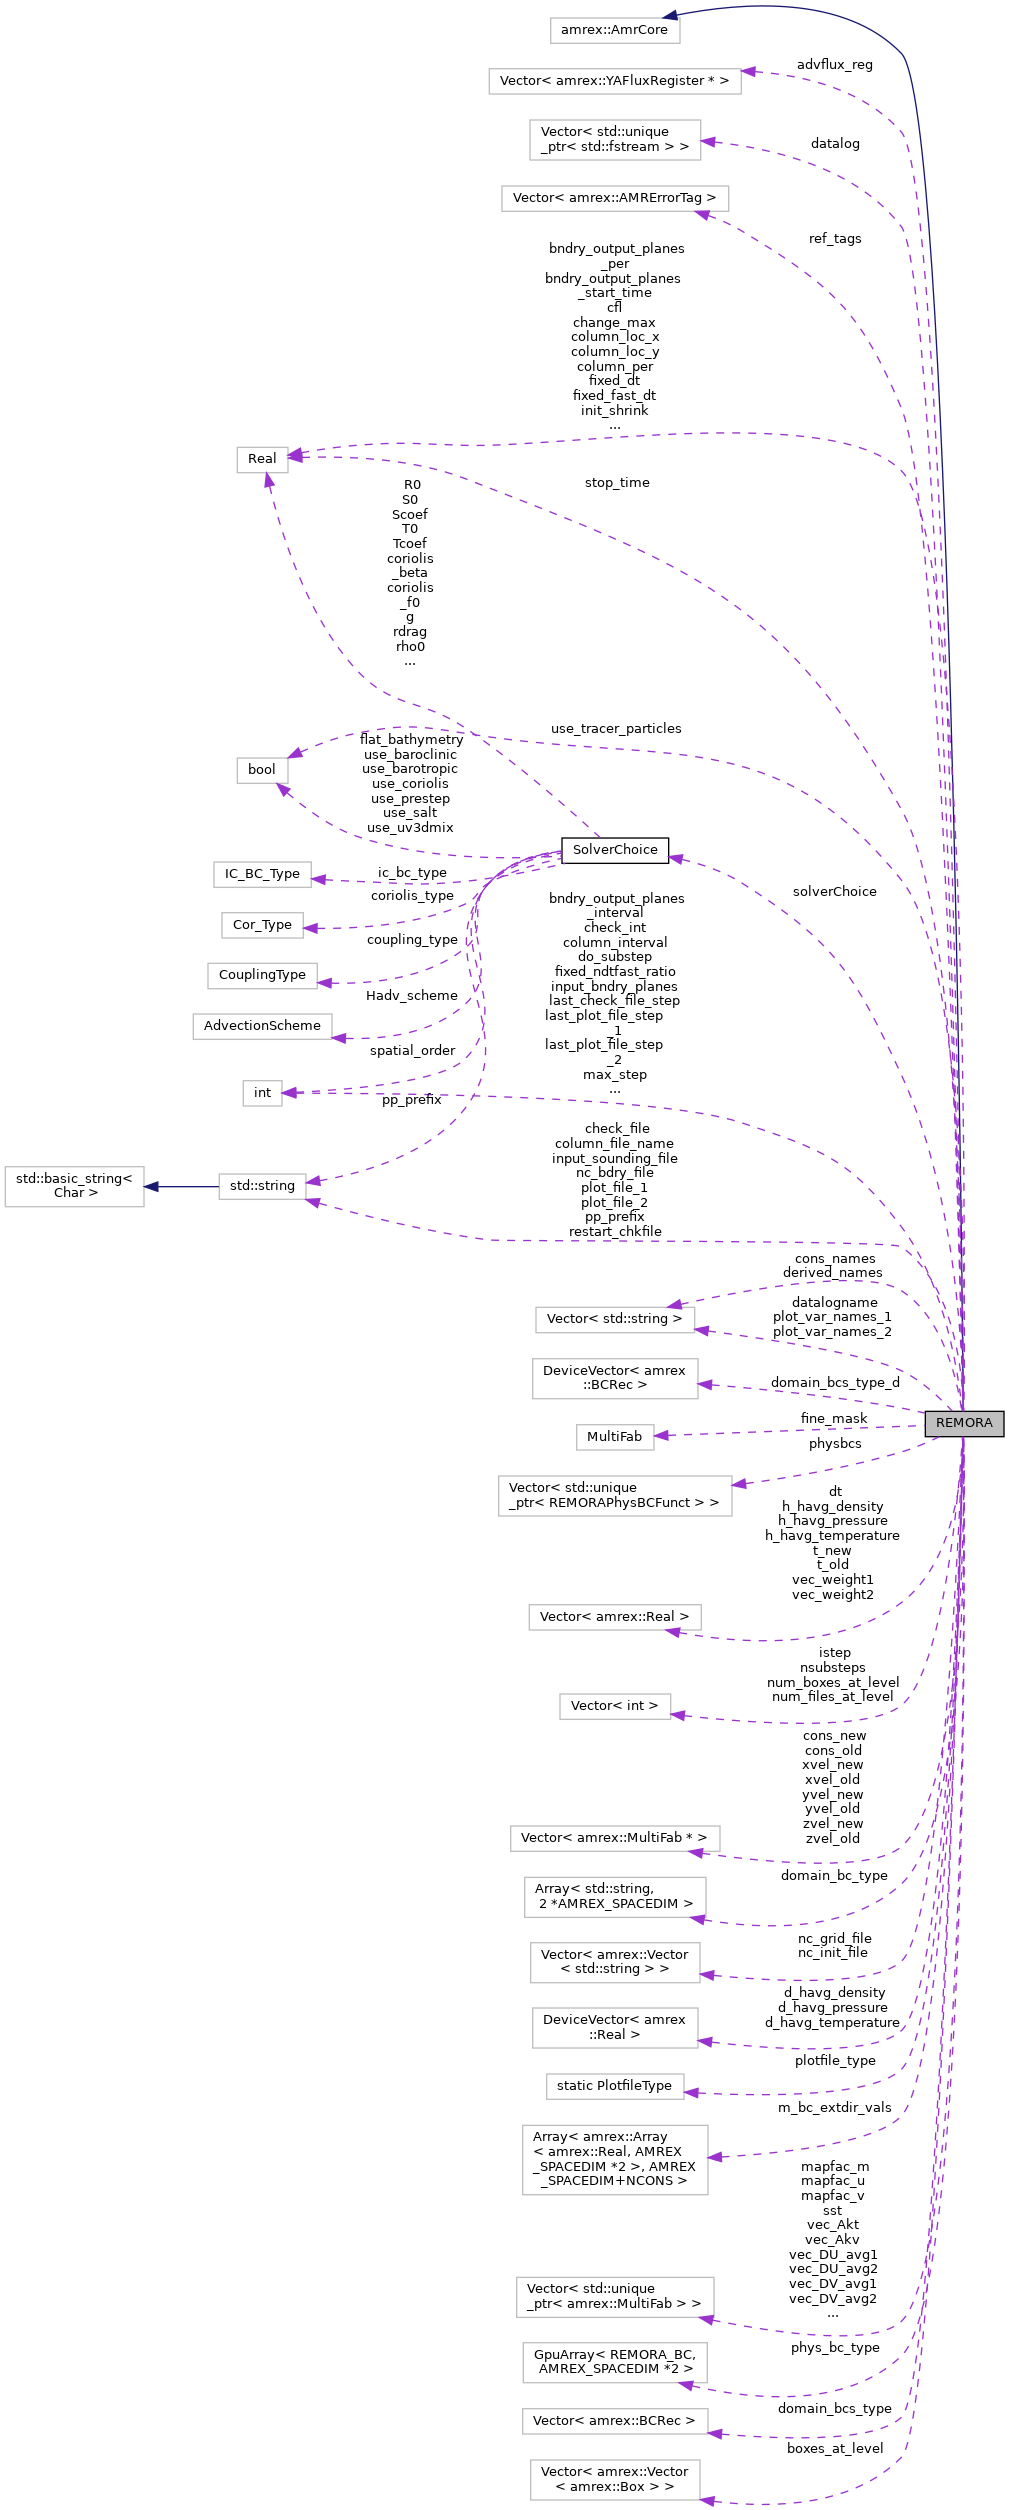 amrex::AmrCore
advflux_reg
Vector< amrex::YAFluxRegister * >
Vector< std::unique
_ptr< std::fstream > >
datalog
Vector< amrex::AMRErrorTag >
ref_tags
bndry_output_planes
_per
bndry_output_planes
_start_time
cfl
change_max
column_loc_x
column_loc_y
column_per
fixed_dt
fixed_fast_dt
init_shrink
...
Real
stop_time
R0
S0
Scoef
T0
Tcoef
coriolis
_beta
coriolis
_f0
g
rdrag
rho0
...
use_tracer_particles
bool
flat_bathymetry
use_baroclinic
use_barotropic
use_coriolis
use_prestep
use_salt
use_uv3dmix
SolverChoice
solverChoice
IC_BC_Type
ic_bc_type
Cor_Type
coriolis_type
CouplingType
coupling_type
AdvectionScheme
Hadv_scheme
int
spatial_order
pp_prefix
bndry_output_planes
_interval
check_int
column_interval
do_substep
fixed_ndtfast_ratio
input_bndry_planes
last_check_file_step
last_plot_file_step
_1
last_plot_file_step
_2
max_step
...
std::basic_string<
Char >
std::string
check_file
column_file_name
input_sounding_file
nc_bdry_file
plot_file_1
plot_file_2
pp_prefix
restart_chkfile
cons_names
derived_names
Vector< std::string >
datalogname
plot_var_names_1
plot_var_names_2
DeviceVector< amrex
::BCRec >
domain_bcs_type_d
REMORA
MultiFab
fine_mask
physbcs
Vector< std::unique
_ptr< REMORAPhysBCFunct > >
dt
h_havg_density
h_havg_pressure
h_havg_temperature
t_new
t_old
vec_weight1
vec_weight2
Vector< amrex::Real >
istep
nsubsteps
num_boxes_at_level
num_files_at_level
Vector< int >
cons_new
cons_old
xvel_new
xvel_old
yvel_new
yvel_old
zvel_new
zvel_old
Vector< amrex::MultiFab * >
domain_bc_type
Array< std::string,
2 *AMREX_SPACEDIM >
nc_grid_file
nc_init_file
Vector< amrex::Vector
< std::string > >
d_havg_density
d_havg_pressure
d_havg_temperature
DeviceVector< amrex
::Real >
plotfile_type
static PlotfileType
m_bc_extdir_vals
Array< amrex::Array
< amrex::Real, AMREX
_SPACEDIM *2 >, AMREX
_SPACEDIM+NCONS >
mapfac_m
mapfac_u
mapfac_v
sst
vec_Akt
vec_Akv
vec_DU_avg1
vec_DU_avg2
vec_DV_avg1
vec_DV_avg2
...
Vector< std::unique
_ptr< amrex::MultiFab > >
phys_bc_type
GpuArray< REMORA_BC,
AMREX_SPACEDIM *2 >
domain_bcs_type
Vector< amrex::BCRec >
boxes_at_level
Vector< amrex::Vector
< amrex::Box > >